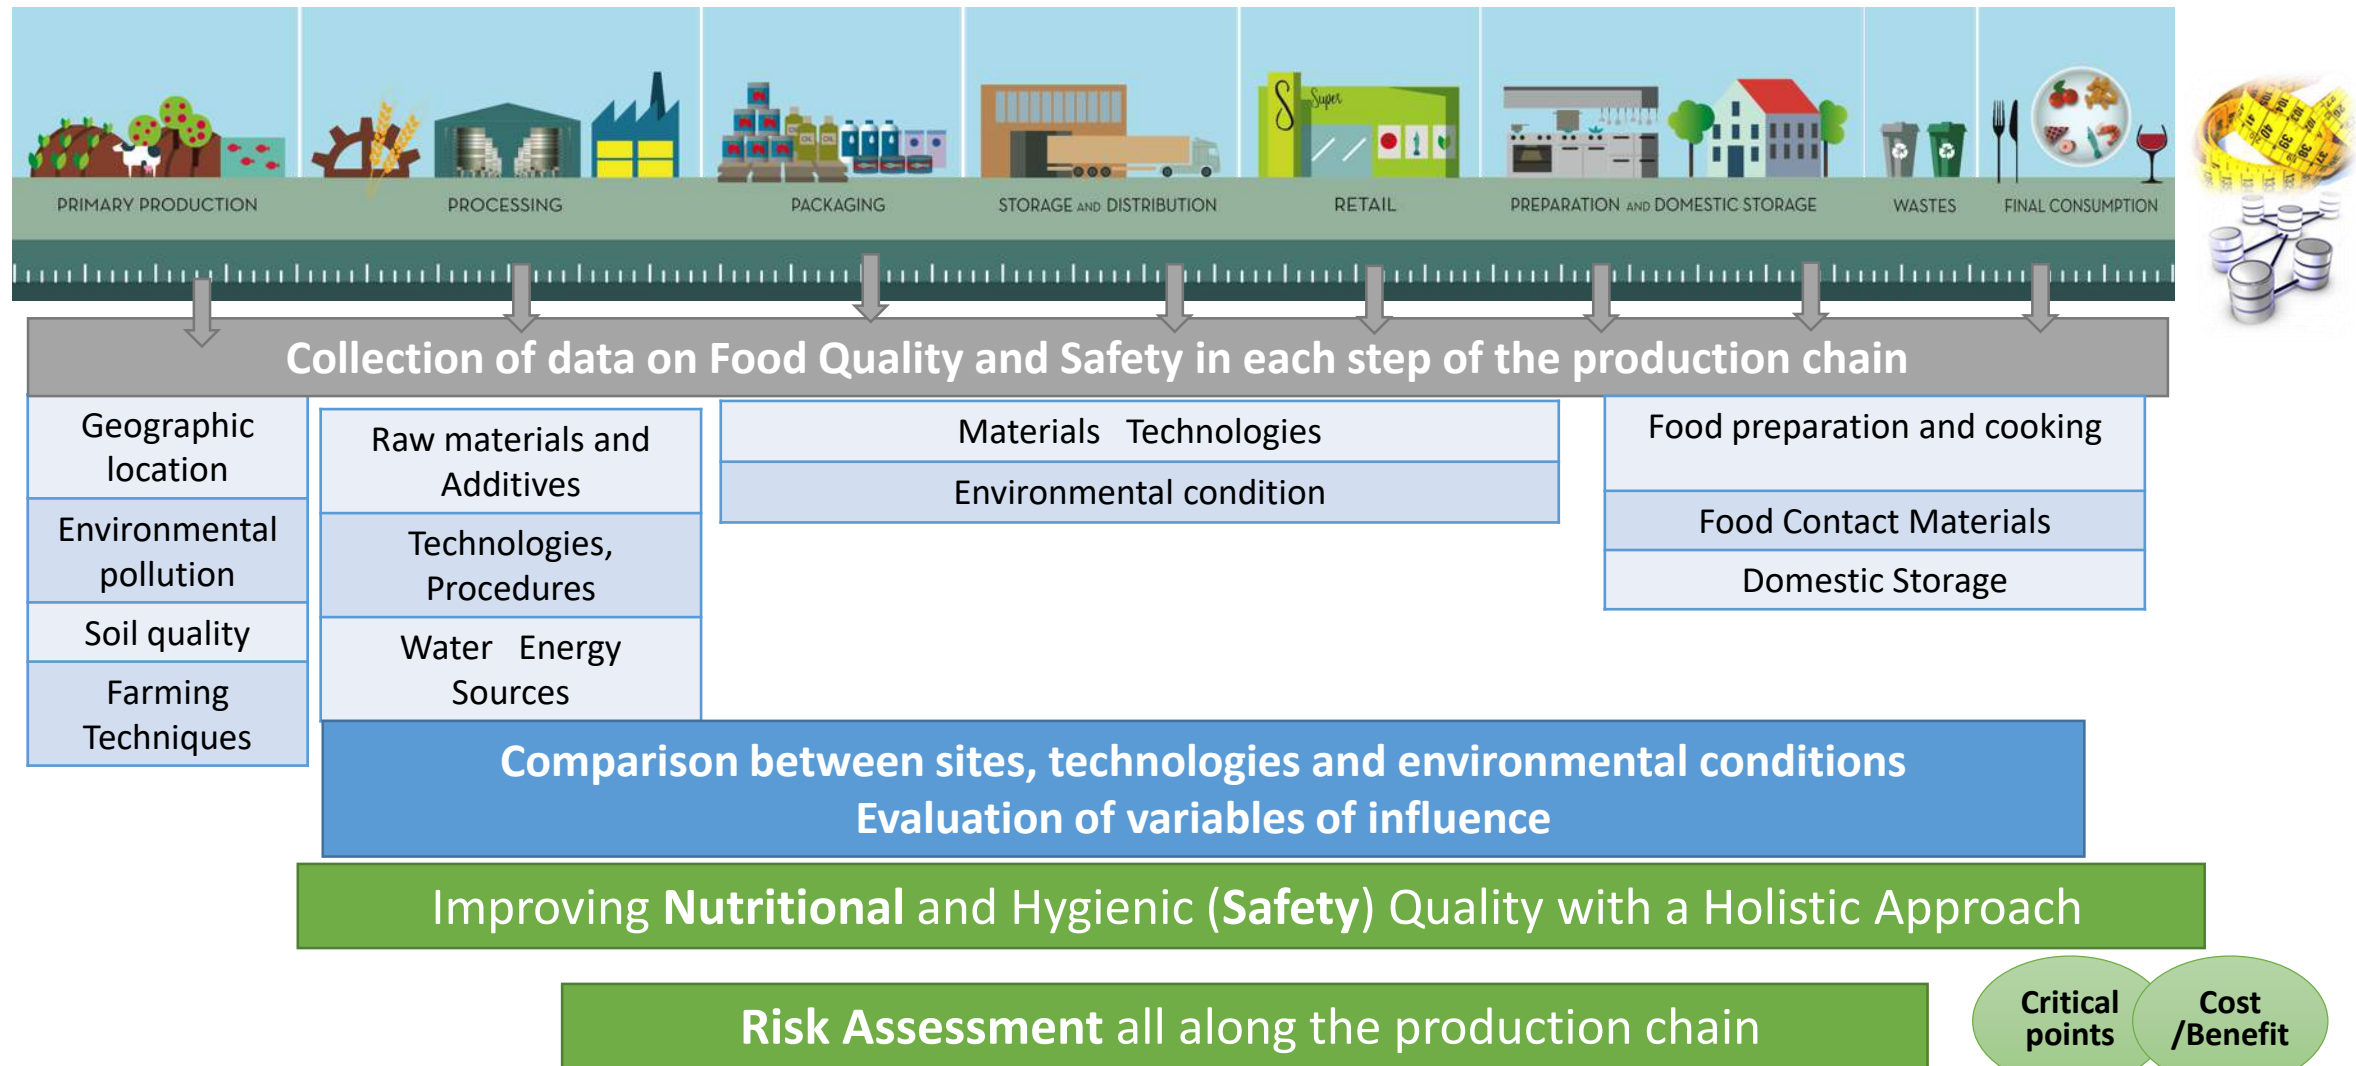 Super
OIL
OIL
PRIMARY PRODUCTION
PROCESSING
PACKAGING
STORAGE AND DISTRIBUTION
RETAIL
PREPARATION AND DOMESTIC STORAGE
WASTES
FINAL CONSUMPTION
Collection of data on Food Quality and Safety in each step of the production chain
Geographic
location
Environmental
pollution
Soil quality
Farming
Techniques
Raw materials and
Additives
Technologies,
Procedures
Water Energy
Sources
Materials Technologies
Environmental condition
Food preparation and cooking
Food Contact Materials
Domestic Storage
Comparison between sites, technologies and environmental conditions
Evaluation of variables of influence
Improving Nutritional and Hygienic (Safety) Quality with a Holistic Approach
Risk Assessment all along the production chain
Critical
points
Cost
/Benefit